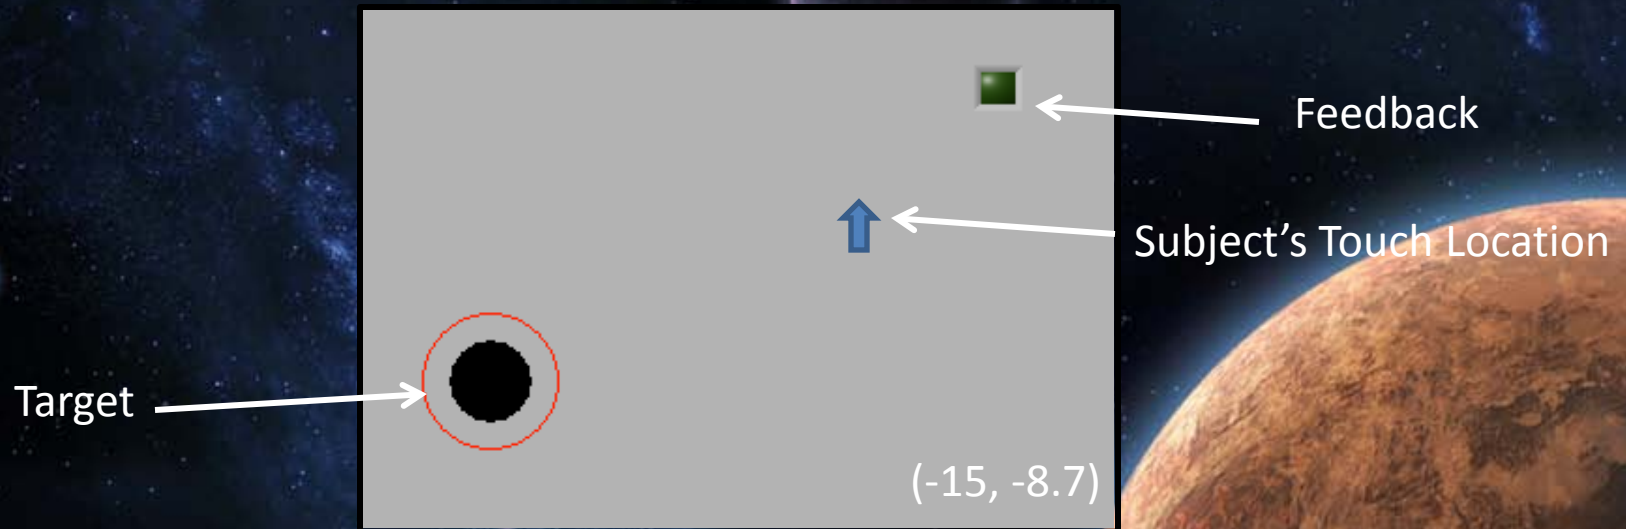 Feedback
Subject’s Touch Location
Target
(-15, -8.7)